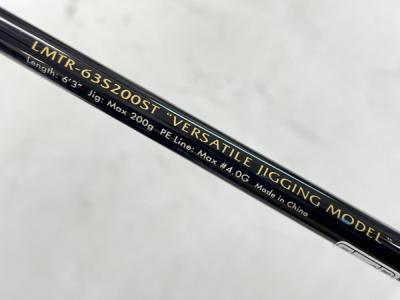 LMTR-63S200ST "VERSATILE JIGGING MODEL"
Length: 6'3" Jig: Max 200g PE Line: Max #4.0G Made in China